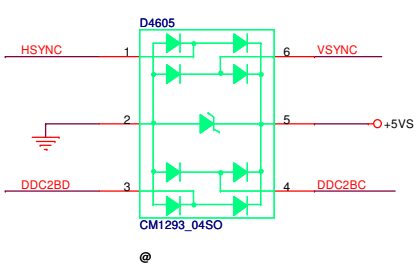 D4605
HSYNC
1
6
VSYNC
2
5
+5VS
DDC2BD
3
4
DDC2BC
CM1293_04SO
@